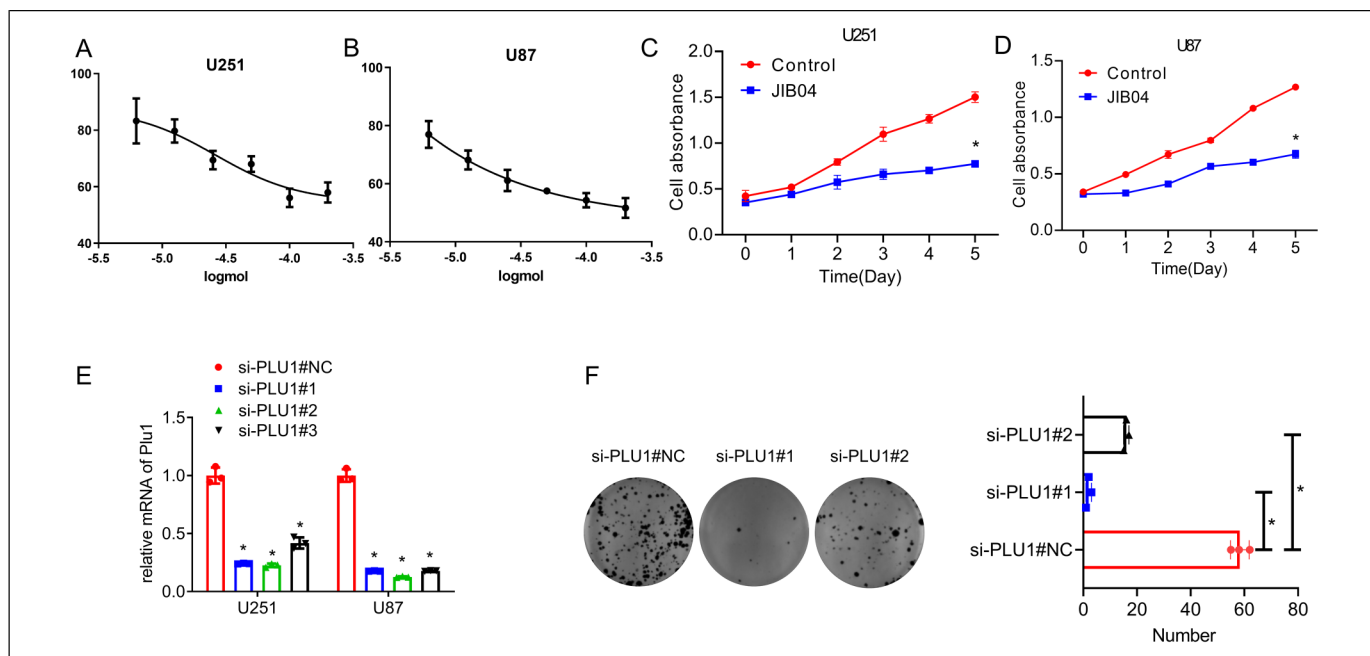 A
U251
100
80
60
40
-5.5 -5.0 -4.5 -4.0 -3.5
logmol
B
U87
100
80
60
40
-5.5 -5.0 -4.5 -4.0 -3.5
logmol
C
U251
Control
JIB04
Cell absorbance
2.0
1.5
1.0
0.5
0.0
*
0 1 2 3 4 5
Time(Day)
D
U87
Control
JIB04
Cell absorbance
1.5
1.0
0.5
0.0
*
0 1 2 3 4 5
Time(Day)
E
si-PLU1#NC
si-PLU1#1
si-PLU1#2
si-PLU1#3
relative mRNA of Plu1
1.5
1.0
0.5
0.0
* * * * * *
U251 U87
F
si-PLU1#NC si-PLU1#1 si-PLU1#2
si-PLU1#2
si-PLU1#1
si-PLU1#NC
* *
0 20 40 60 80
Number